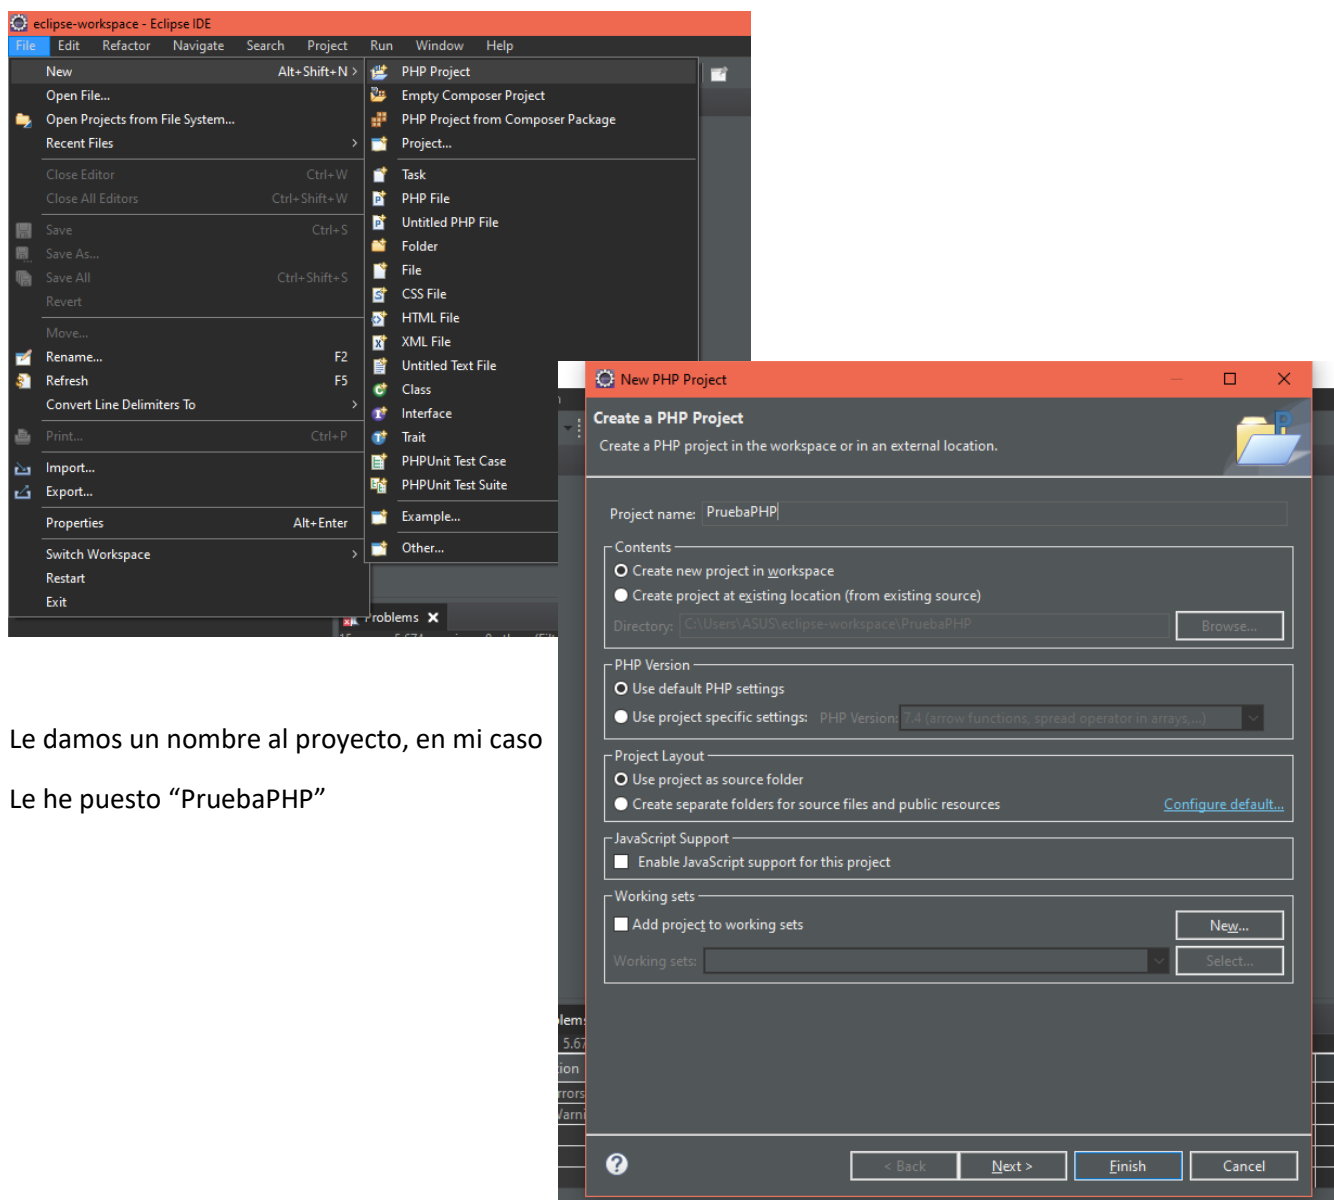 eclipse-workspace - Eclipse IDE
File Edit Refactor Navigate Search Project Run Window Help
New Alt+Shift+N >
Open File...
Open Projects from File System...
Recent Files >
Close Editor Ctrl+W
Close All Editors Ctrl+Shift+W
Save Ctrl+S
Save As...
Save All Ctrl+Shift+S
Revert
Move...
Rename... F2
Refresh F5
Convert Line Delimiters To >
Print... Ctrl+P
Import...
Export...
Properties Alt+Enter
Switch Workspace >
Restart
Exit
PHP Project
Empty Composer Project
PHP Project from Composer Package
Project...
Task
PHP File
Untitled PHP File
Folder
File
CSS File
HTML File
XML File
Untitled Text File
Class
Interface
Trait
PHPUnit Test Case
PHPUnit Test Suite
Example...
Other...
Problems
Le damos un nombre al proyecto, en mi caso
Le he puesto “PruebaPHP”
New PHP Project
Create a PHP Project
Create a PHP project in the workspace or in an external location.
Project name: PruebaPHP
Contents
Create new project in workspace
Create project at existing location (from existing source)
Directory: C:\Users\ASUS\eclipse-workspace\PruebaPHP Browse...
PHP Version
Use default PHP settings
Use project specific settings: PHP Version: 7.4 (arrow functions, spread operator in arrays,...)
Project Layout
Use project as source folder
Create separate folders for source files and public resources Configure default...
JavaScript Support
Enable JavaScript support for this project
Working sets
Add project to working sets New...
Working sets: Select...
< Back Next > Finish Cancel